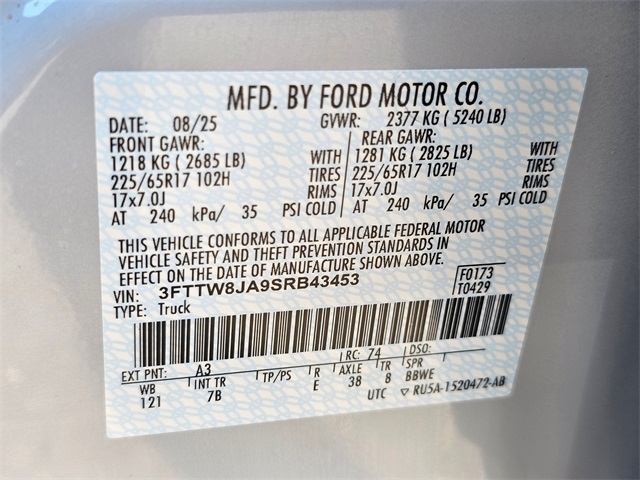 MFD. BY FORD MOTOR CO.
DATE: 08/25 GVWR: 2377 KG ( 5240 LB)
FRONT GAWR: REAR GAWR:
1218 KG ( 2685 LB) WITH 1281 KG ( 2825 LB) WITH
225/65R17 102H TIRES 225/65R17 102H TIRES
17x7.0J RIMS 17x7.0J RIMS
AT 240 kPa/ 35 PSI COLD AT 240 kPa/ 35 PSI COLD
THIS VEHICLE CONFORMS TO ALL APPLICABLE FEDERAL MOTOR
VEHICLE SAFETY AND THEFT PREVENTION STANDARDS IN
EFFECT ON THE DATE OF MANUFACTURE SHOWN ABOVE.
VIN: 3FTTW8JA9SRB43453 F0173
TYPE: Truck T0429
EXT PNT: A3 RC: 74 DSO:
WB INT TR TP/PS R AXLE TR SPR
121 7B E 38 8 BBWE
UTC ▽ RU5A-1520472-AB